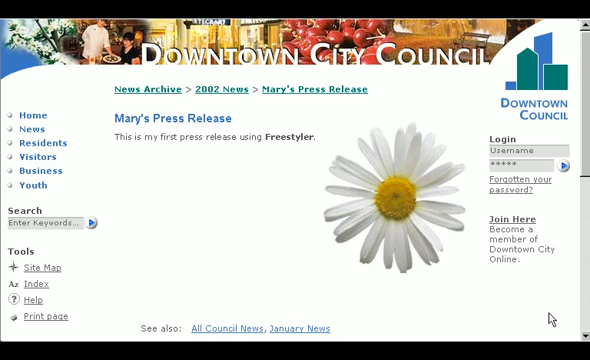 DOWNTOWN CITY COUNCIL
DOWNTOWN
COUNCIL
News Archive > 2002 News > Mary's Press Release
Home
News
Residents
Visitors
Business
Youth
Search
Enter Keywords...
Tools
Site Map
Az Index
? Help
Print page
Mary's Press Release
This is my first press release using Freestyler.
See also: All Council News, January News
Login
Username
*****
Forgotten your
password?
Join Here
Become a
member of
Downtown City
Online.